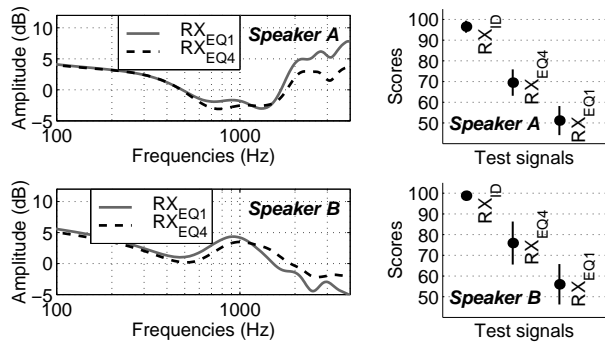 Amplitude (dB)
10
5
0
−5
RX_EQ1
RX_EQ4
Speaker A
100
1000
Frequencies (Hz)
Scores
100
90
80
70
60
50
RX_ID
RX_EQ4
RX_EQ1
Speaker A
Test signals
Amplitude (dB)
10
5
0
−5
RX_EQ1
RX_EQ4
Speaker B
100
1000
Frequencies (Hz)
Scores
100
90
80
70
60
50
RX_ID
RX_EQ4
RX_EQ1
Speaker B
Test signals